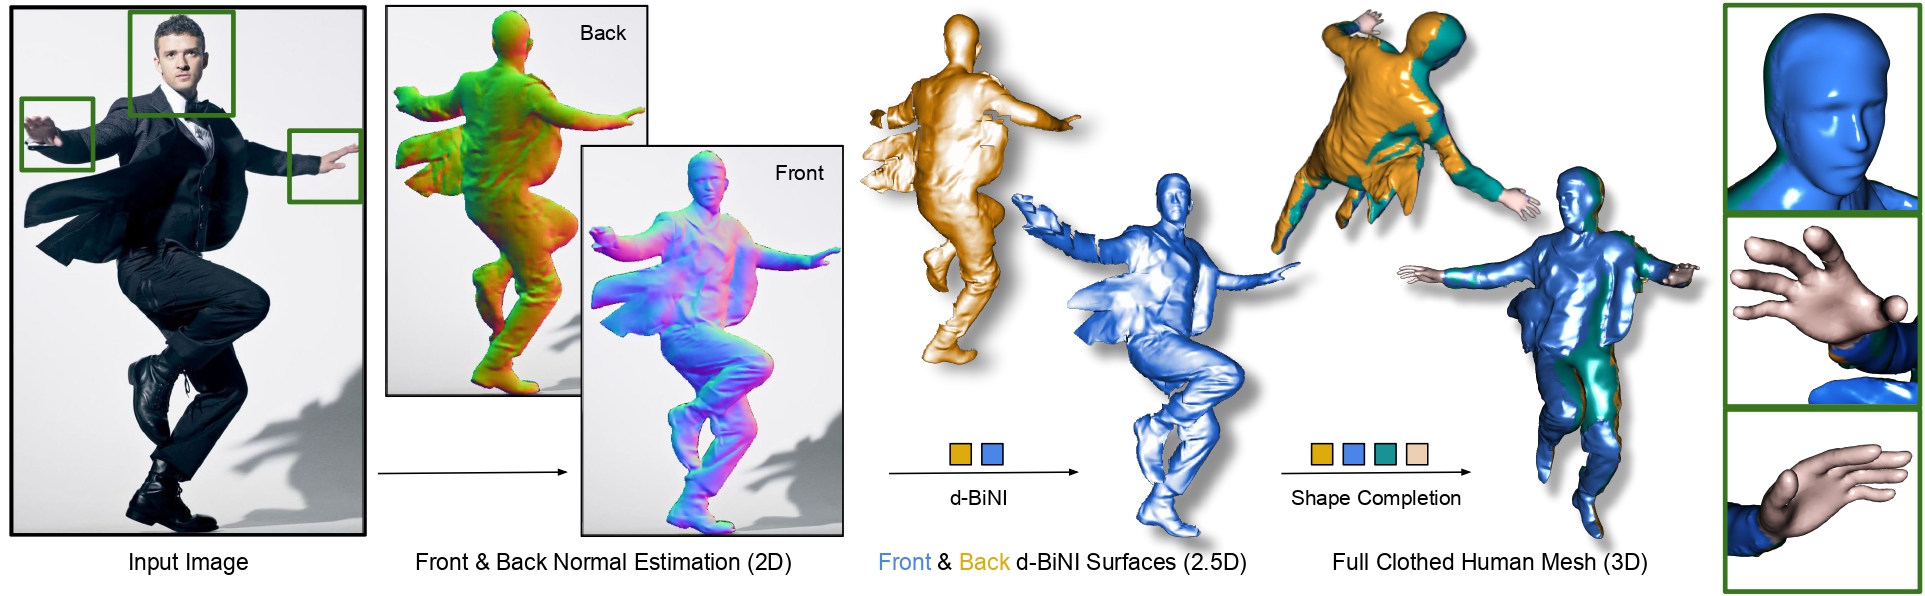 Back
Front
d-BiNI
Shape Completion
Input Image
Front & Back Normal Estimation (2D)
Front & Back d-BiNI Surfaces (2.5D)
Full Clothed Human Mesh (3D)